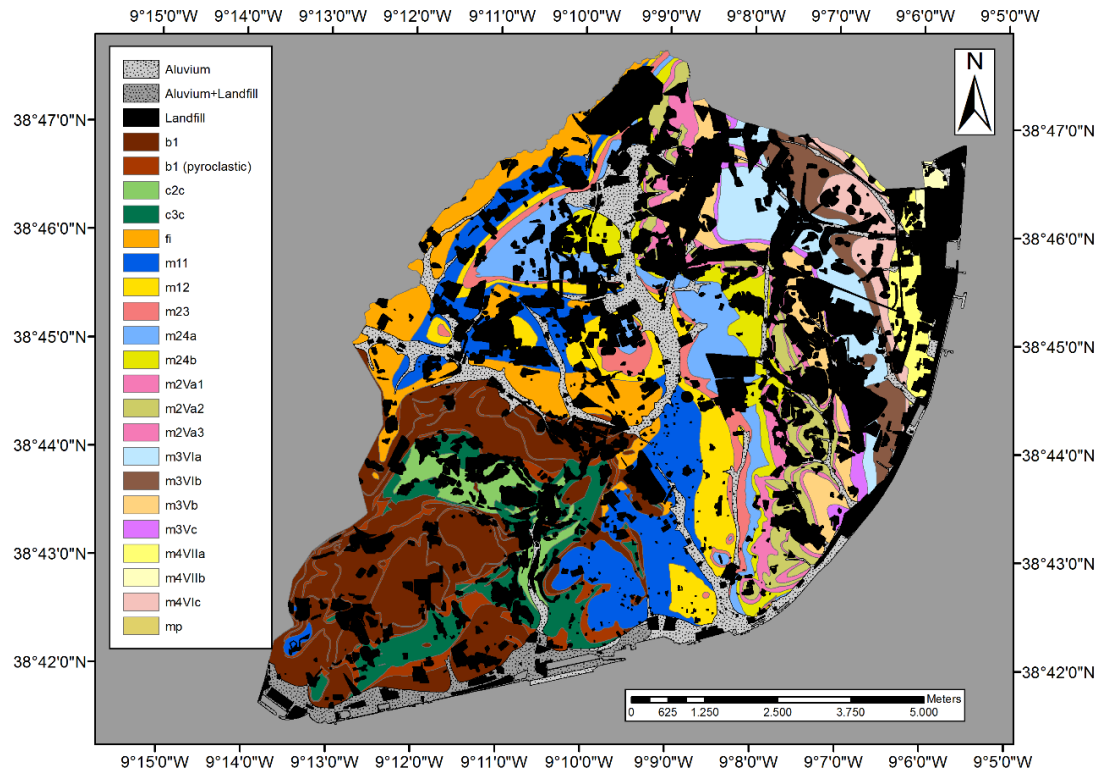 9°15'0"W 9°14'0"W 9°13'0"W 9°12'0"W 9°11'0"W 9°10'0"W 9°9'0"W 9°8'0"W 9°7'0"W 9°6'0"W 9°5'0"W
N
Aluvium
Aluvium+Landfill
Landfill
b1
b1 (pyroclastic)
c2c
c3c
fi
m11
m12
m23
m24a
m24b
m2Va1
m2Va2
m2Va3
m3VIa
m3VIb
m3Vb
m3Vc
m4VIIa
m4VIIb
m4VIc
mp
38°47'0"N
38°46'0"N
38°45'0"N
38°44'0"N
38°43'0"N
38°42'0"N
38°47'0"N
38°46'0"N
38°45'0"N
38°44'0"N
38°43'0"N
38°42'0"N
Meters
0 625 1.250 2.500 3.750 5.000
9°15'0"W 9°14'0"W 9°13'0"W 9°12'0"W 9°11'0"W 9°10'0"W 9°9'0"W 9°8'0"W 9°7'0"W 9°6'0"W 9°5'0"W